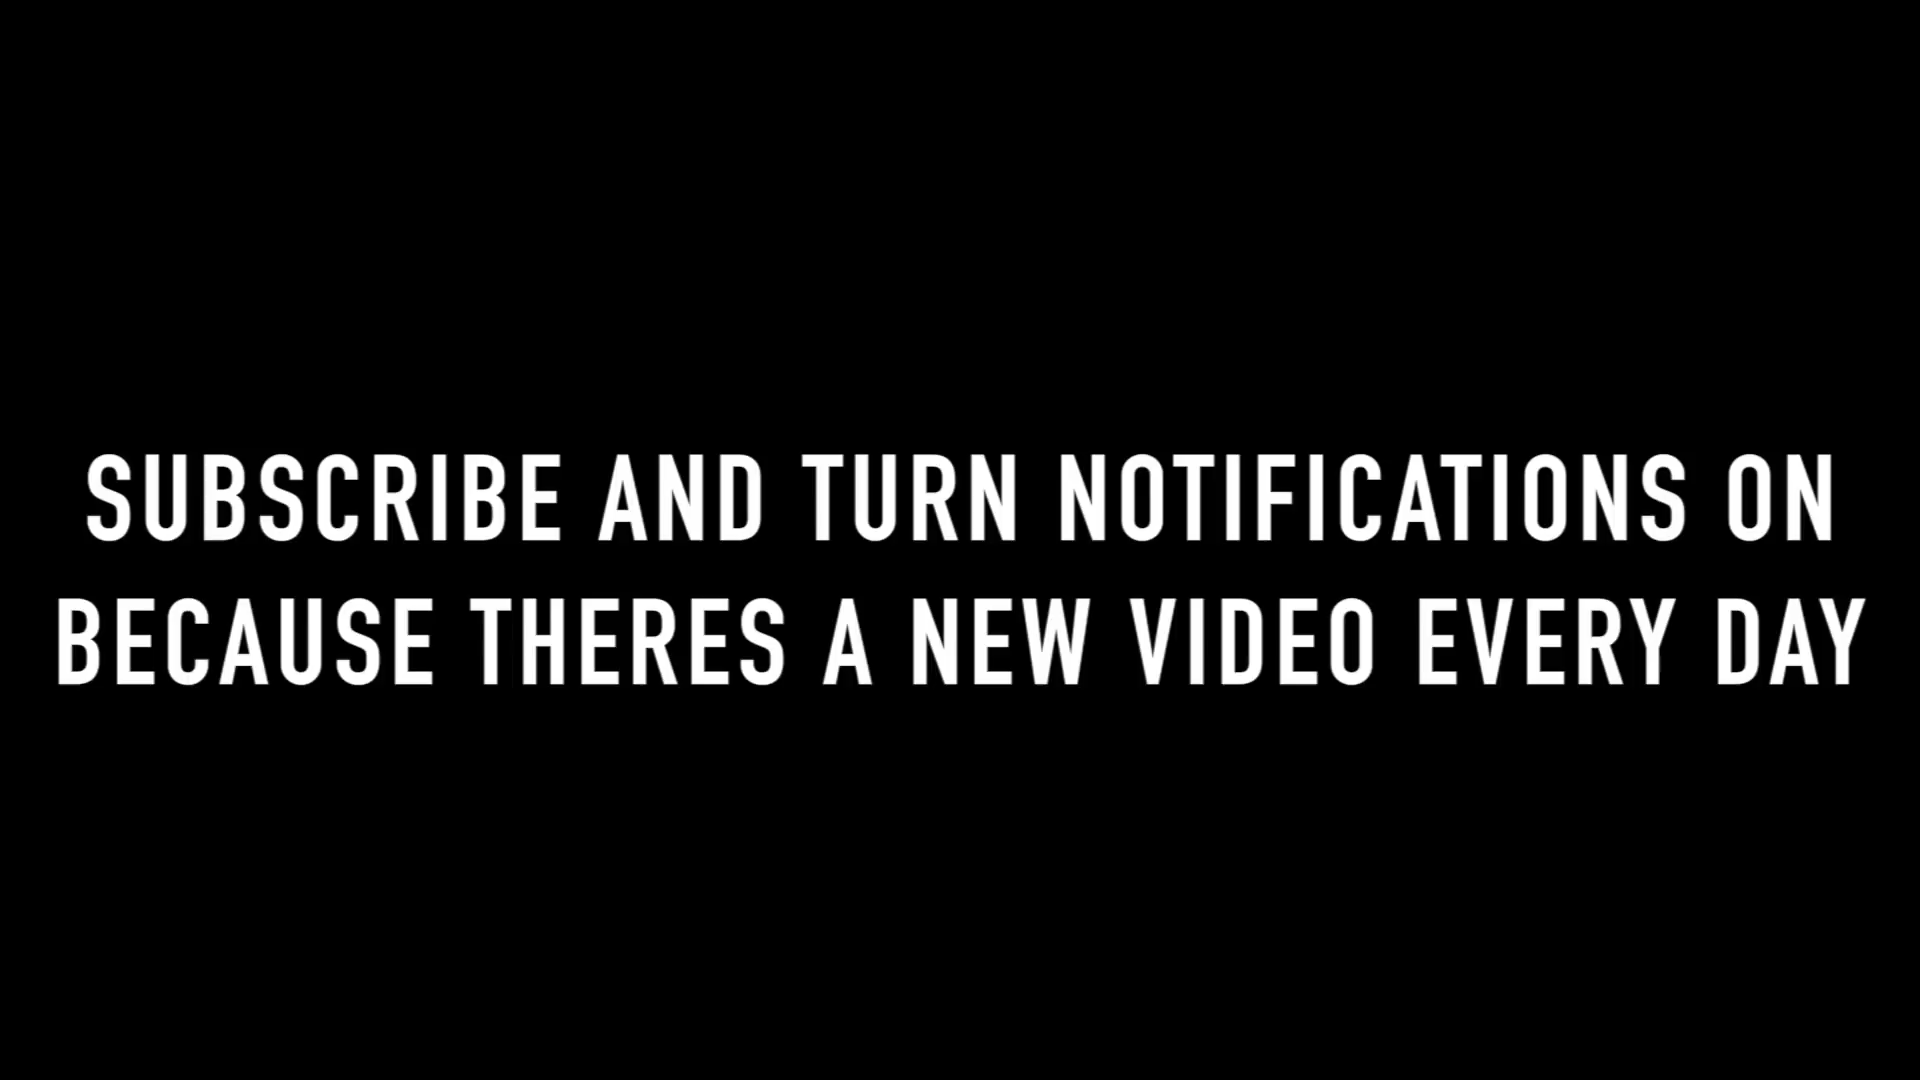 SUBSCRIBE AND TURN NOTIFICATIONS ON
BECAUSE THERES A NEW VIDEO EVERY DAY